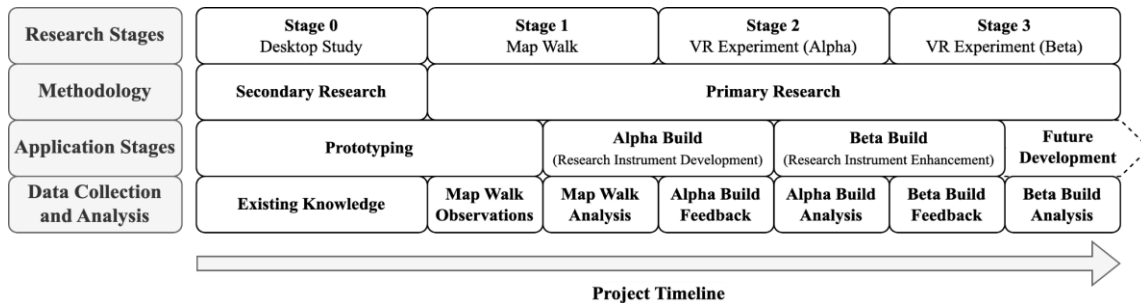 Research Stages
Stage 0
Desktop Study
Stage 1
Map Walk
Stage 2
VR Experiment (Alpha)
Stage 3
VR Experiment (Beta)
Methodology
Secondary Research
Primary Research
Application Stages
Prototyping
Alpha Build
(Research Instrument Development)
Beta Build
(Research Instrument Enhancement)
Future
Development
Data Collection
and Analysis
Existing Knowledge
Map Walk
Observations
Map Walk
Analysis
Alpha Build
Feedback
Alpha Build
Analysis
Beta Build
Feedback
Beta Build
Analysis
Project Timeline